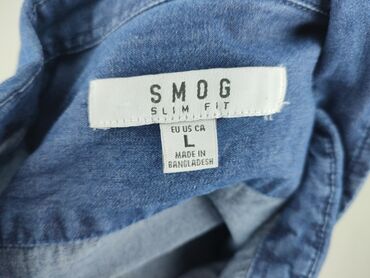 SMOG
SLIM FIT
EU US CA
L
MADE IN
BANGLADESH